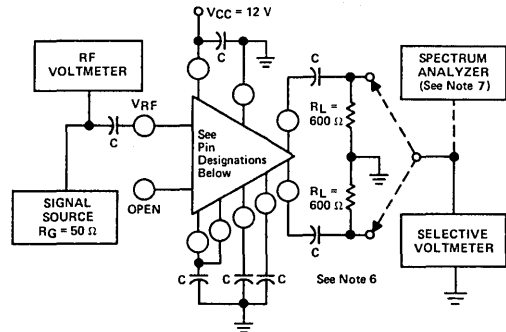 VCC = 12 V
C
C
RF
VOLTMETER
VRF
C
SIGNAL
SOURCE
RG = 50 Ω
OPEN
See
Pin
Designations
Below
RL =
600 Ω
RL =
600 Ω
C
C
C
C
See Note 6
SPECTRUM
ANALYZER
(See Note 7)
SELECTIVE
VOLTMETER